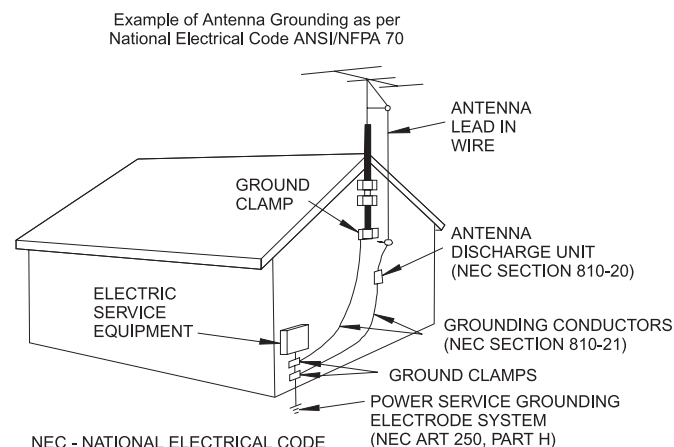 Example of Antenna Grounding as per
National Electrical Code ANSI/NFPA 70
ANTENNA
LEAD IN
WIRE
GROUND
CLAMP
ANTENNA
DISCHARGE UNIT
(NEC SECTION 810-20)
ELECTRIC
SERVICE
EQUIPMENT
GROUNDING CONDUCTORS
(NEC SECTION 810-21)
GROUND CLAMPS
POWER SERVICE GROUNDING
ELECTRODE SYSTEM
(NEC ART 250, PART H)
NEC - NATIONAL ELECTRICAL CODE